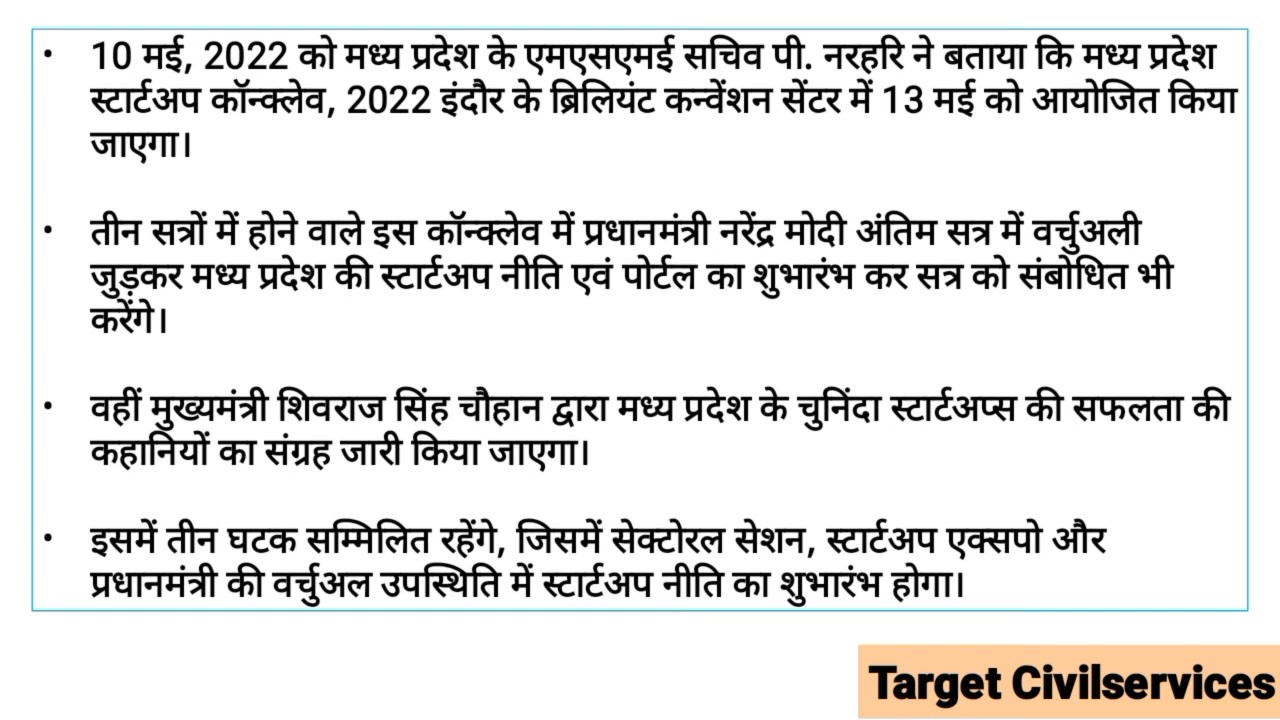 • 10 मई, 2022 को मध्य प्रदेश के एमएसएमई सचिव पी. नरहरि ने बताया कि मध्य प्रदेश
स्टार्टअप कॉन्क्लेव, 2022 इंदौर के ब्रिलियंट कन्वेंशन सेंटर में 13 मई को आयोजित किया
जाएगा।
• तीन सत्रों में होने वाले इस कॉन्क्लेव में प्रधानमंत्री नरेंद्र मोदी अंतिम सत्र में वर्चुअली
जुड़कर मध्य प्रदेश की स्टार्टअप नीति एवं पोर्टल का शुभारंभ कर सत्र को संबोधित भी
करेंगे।
• वहीं मुख्यमंत्री शिवराज सिंह चौहान द्वारा मध्य प्रदेश के चुनिंदा स्टार्टअप्स की सफलता की
कहानियों का संग्रह जारी किया जाएगा।
• इसमें तीन घटक सम्मिलित रहेंगे, जिसमें सेक्टोरल सेशन, स्टार्टअप एक्सपो और
प्रधानमंत्री की वर्चुअल उपस्थिति में स्टार्टअप नीति का शुभारंभ होगा।
Target Civilservices